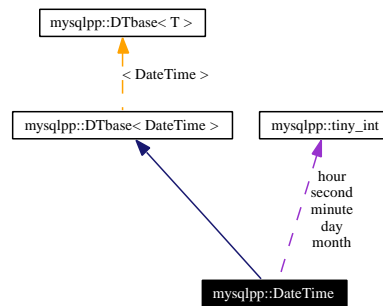 mysqlpp::DTbase< T >
< DateTime >
mysqlpp::DTbase< DateTime >
mysqlpp::tiny_int
hour
second
minute
day
month
mysqlpp::DateTime